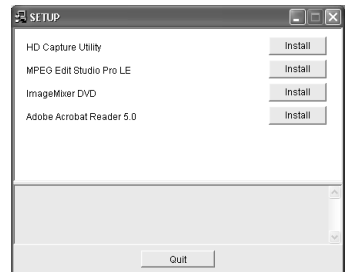 SETUP
HD Capture Utility Install
MPEG Edit Studio Pro LE Install
ImageMixer DVD Install
Adobe Acrobat Reader 5.0 Install
Quit